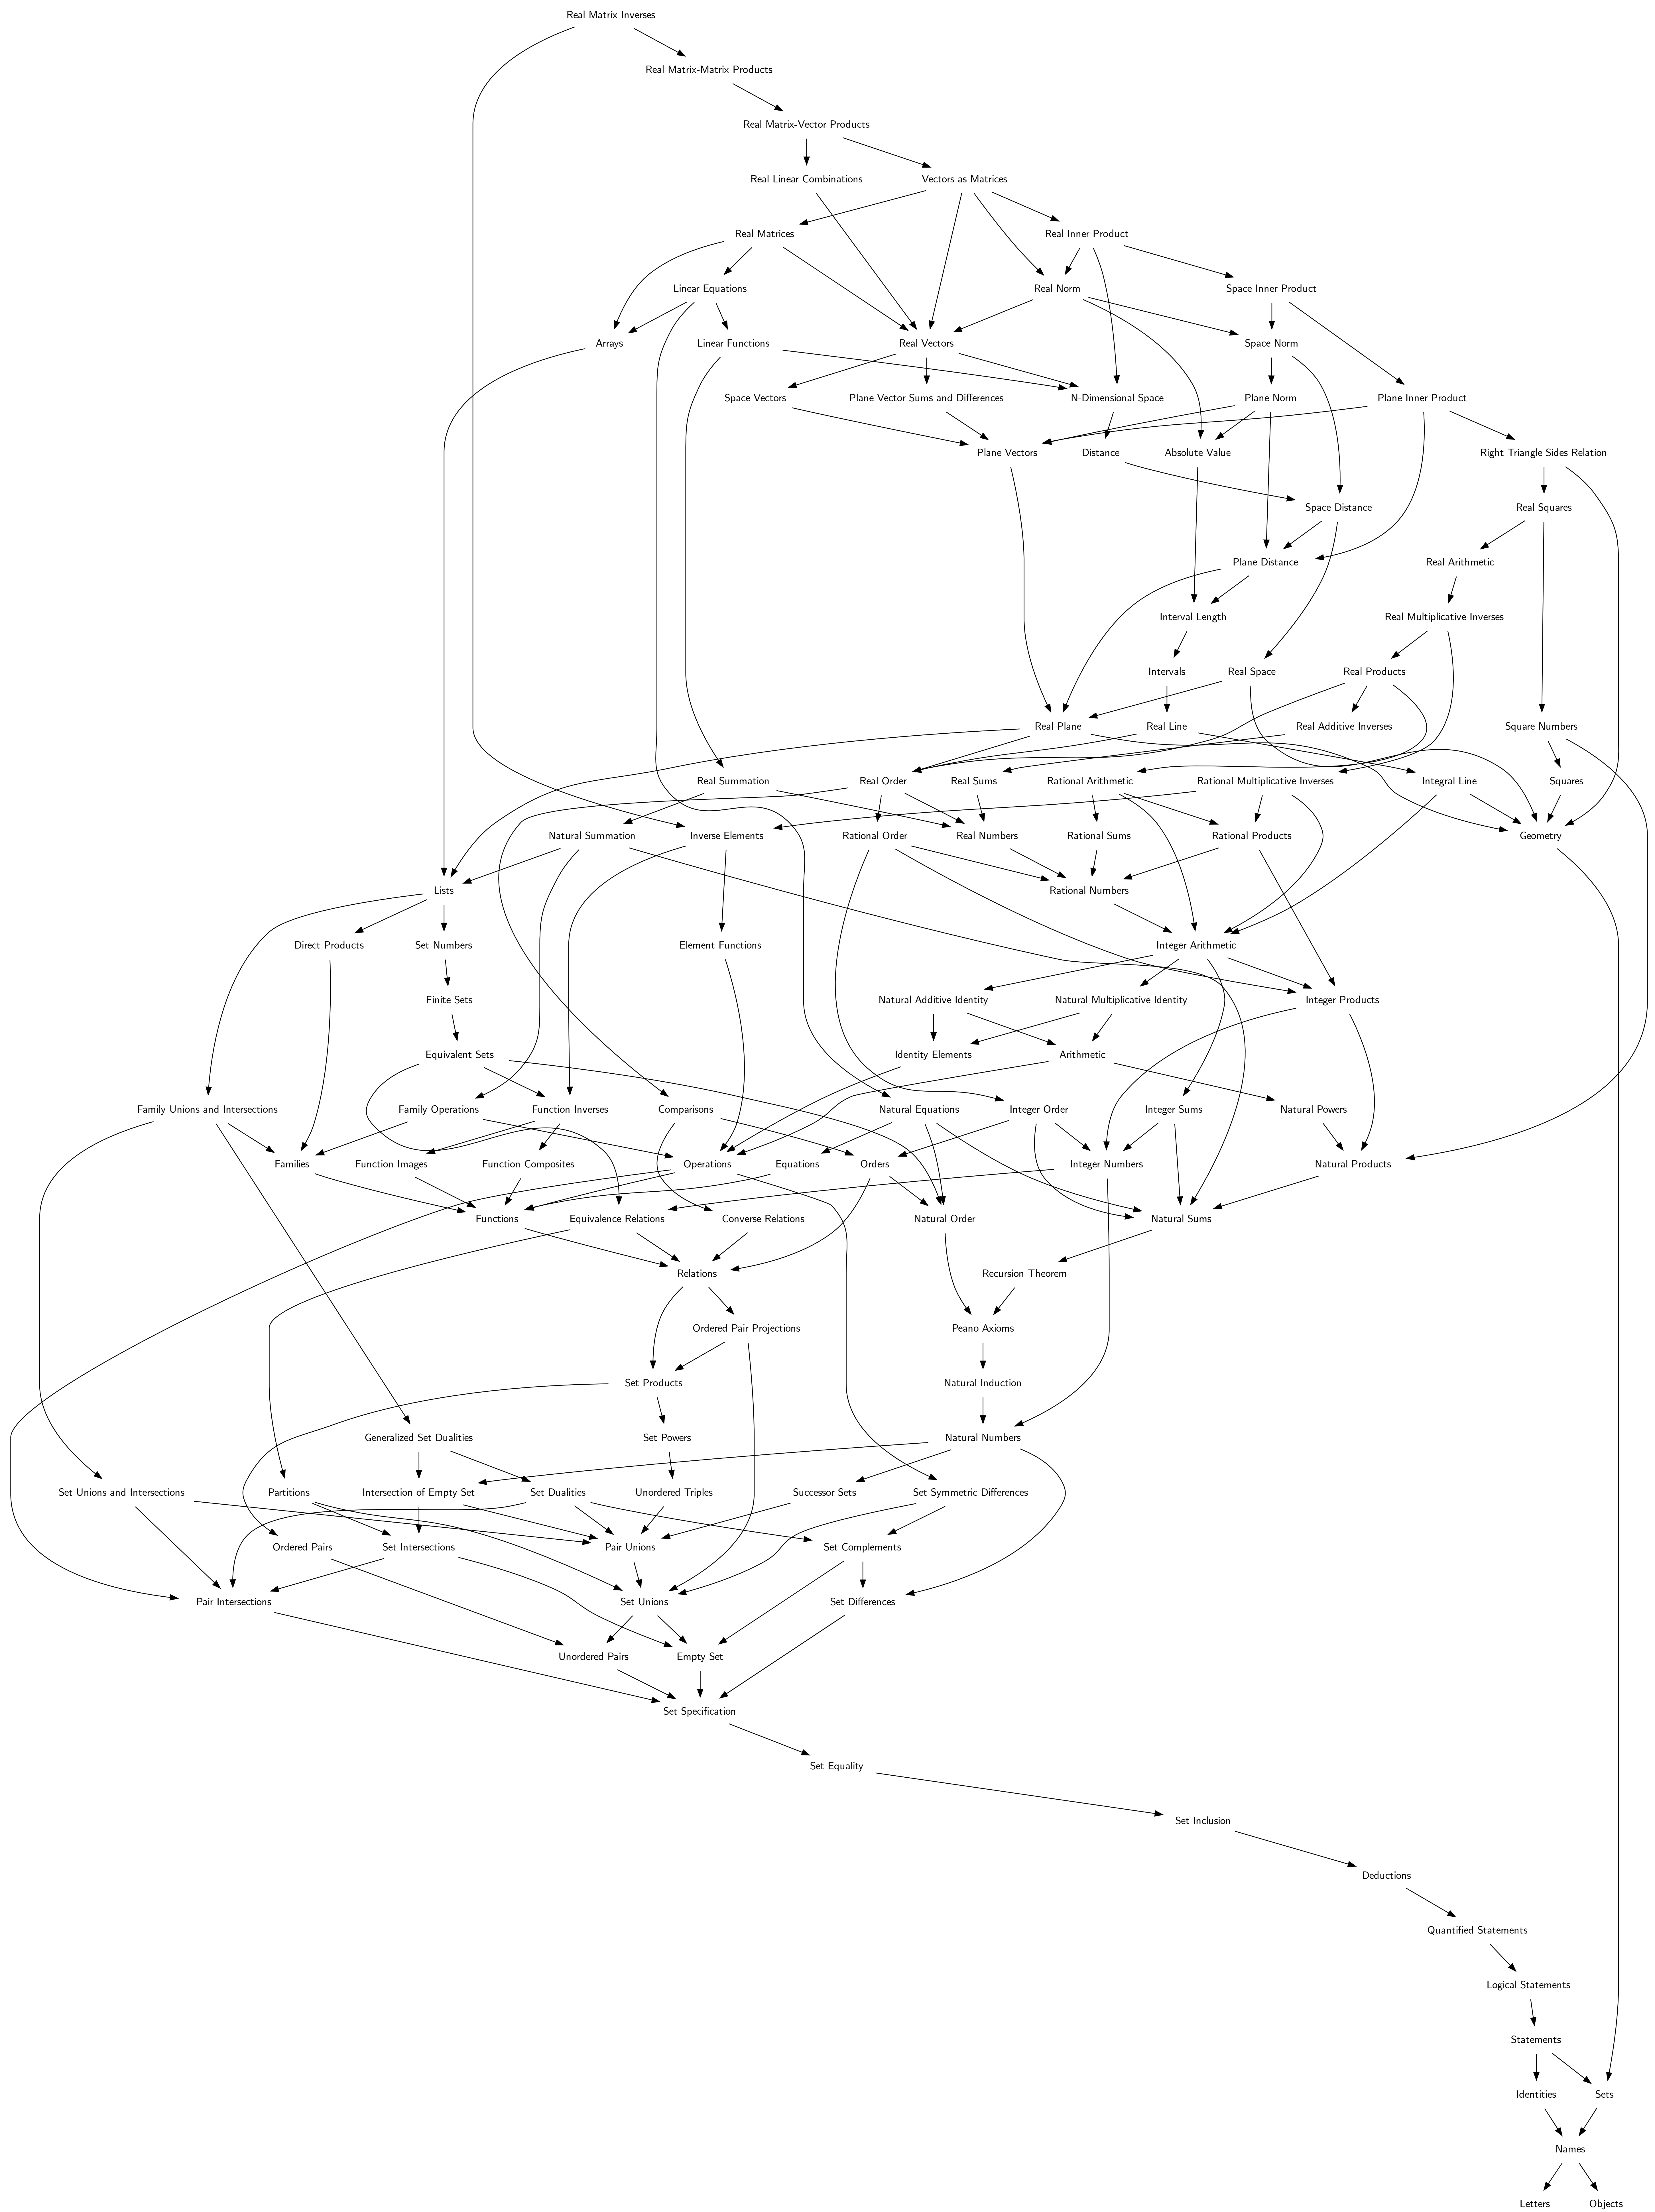 Real Matrix Inverses
Real Matrix-Matrix Products
Real Matrix-Vector Products
Real Linear Combinations
Vectors as Matrices
Real Matrices
Real Inner Product
Linear Equations
Real Norm
Space Inner Product
Arrays
Linear Functions
Real Vectors
Space Norm
Space Vectors
Plane Vector Sums and Differences
N-Dimensional Space
Plane Norm
Plane Inner Product
Plane Vectors
Distance
Absolute Value
Right Triangle Sides Relation
Space Distance
Real Squares
Plane Distance
Real Arithmetic
Interval Length
Real Multiplicative Inverses
Intervals
Real Space
Real Products
Real Plane
Real Line
Real Additive Inverses
Square Numbers
Real Summation
Real Order
Real Sums
Rational Arithmetic
Rational Multiplicative Inverses
Integral Line
Squares
Natural Summation
Inverse Elements
Rational Order
Real Numbers
Rational Sums
Rational Products
Geometry
Lists
Rational Numbers
Direct Products
Set Numbers
Element Functions
Integer Arithmetic
Finite Sets
Natural Additive Identity
Natural Multiplicative Identity
Integer Products
Equivalent Sets
Identity Elements
Arithmetic
Family Unions and Intersections
Family Operations
Function Inverses
Comparisons
Natural Equations
Integer Order
Integer Sums
Natural Powers
Families
Function Images
Function Composites
Operations
Equations
Orders
Integer Numbers
Natural Products
Functions
Equivalence Relations
Converse Relations
Natural Order
Natural Sums
Relations
Recursion Theorem
Ordered Pair Projections
Peano Axioms
Set Products
Natural Induction
Generalized Set Dualities
Set Powers
Natural Numbers
Set Unions and Intersections
Partitions
Intersection of Empty Set
Set Dualities
Unordered Triples
Successor Sets
Set Symmetric Differences
Ordered Pairs
Set Intersections
Pair Unions
Set Complements
Pair Intersections
Set Unions
Set Differences
Unordered Pairs
Empty Set
Set Specification
Set Equality
Set Inclusion
Deductions
Quantified Statements
Logical Statements
Statements
Identities
Sets
Names
Letters
Objects